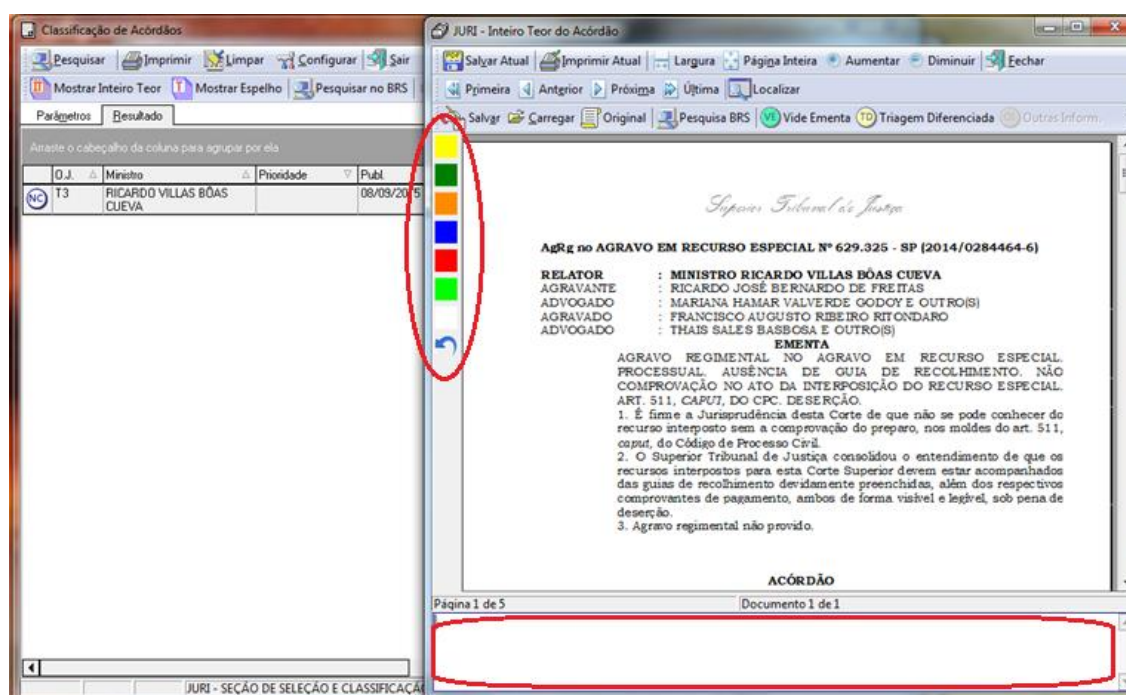 Classificação de Acórdãos
Pesquisar Imprimir Limpar Configurar Sair
Mostrar Inteiro Teor Mostrar Espelho Pesquisar no BRS
Parâmetros Resultado
Arraste o cabeçalho da coluna para agrupar por ela
O.J. Ministro Prioridade Publ.
NC T3 RICARDO VILLAS BÔAS CUEVA 08/09/2015
JURI - SEÇÃO DE SELEÇÃO E CLASSIFICAÇÃ
JURI - Inteiro Teor do Acórdão
Salvar Atual Imprimir Atual Largura Página Inteira Aumentar Diminuir Fechar
Primeira Anterior Próxima Última Localizar
Salvar Carregar Original Pesquisa BRS VE Vide Ementa TD Triagem Diferenciada Outras Inform.
Superior Tribunal de Justiça
AgRg no AGRAVO EM RECURSO ESPECIAL Nº 629.325 - SP (2014/0284464-6)
RELATOR : MINISTRO RICARDO VILLAS BÔAS CUEVA
AGRAVANTE : RICARDO JOSÉ BERNARDO DE FREITAS
ADVOGADO : MARIANA HAMAR VALVERDE GODOY E OUTRO(S)
AGRAVADO : FRANCISCO AUGUSTO RIBEIRO RITONDARO
ADVOGADO : THAIS SALES BASBOSA E OUTRO(S)
EMENTA
AGRAVO REGIMENTAL NO AGRAVO EM RECURSO ESPECIAL.
PROCESSUAL. AUSÊNCIA DE GUIA DE RECOLHIMENTO. NÃO
COMPROVAÇÃO NO ATO DA INTERPOSIÇÃO DO RECURSO ESPECIAL.
ART. 511, CAPUT, DO CPC. DESERÇÃO.
1. É firme a Jurisprudência desta Corte de que não se pode conhecer do
recurso interposto sem a comprovação do preparo, nos moldes do art. 511,
caput, do Código de Processo Civil.
2. O Superior Tribunal de Justiça consolidou o entendimento de que os
recursos interpostos para esta Corte Superior devem estar acompanhados
das guias de recolhimento devidamente preenchidas, além dos respectivos
comprovantes de pagamento, ambos de forma visível e legível, sob pena de
deserção.
3. Agravo regimental não provido.
ACÓRDÃO
Página 1 de 5 Documento 1 de 1